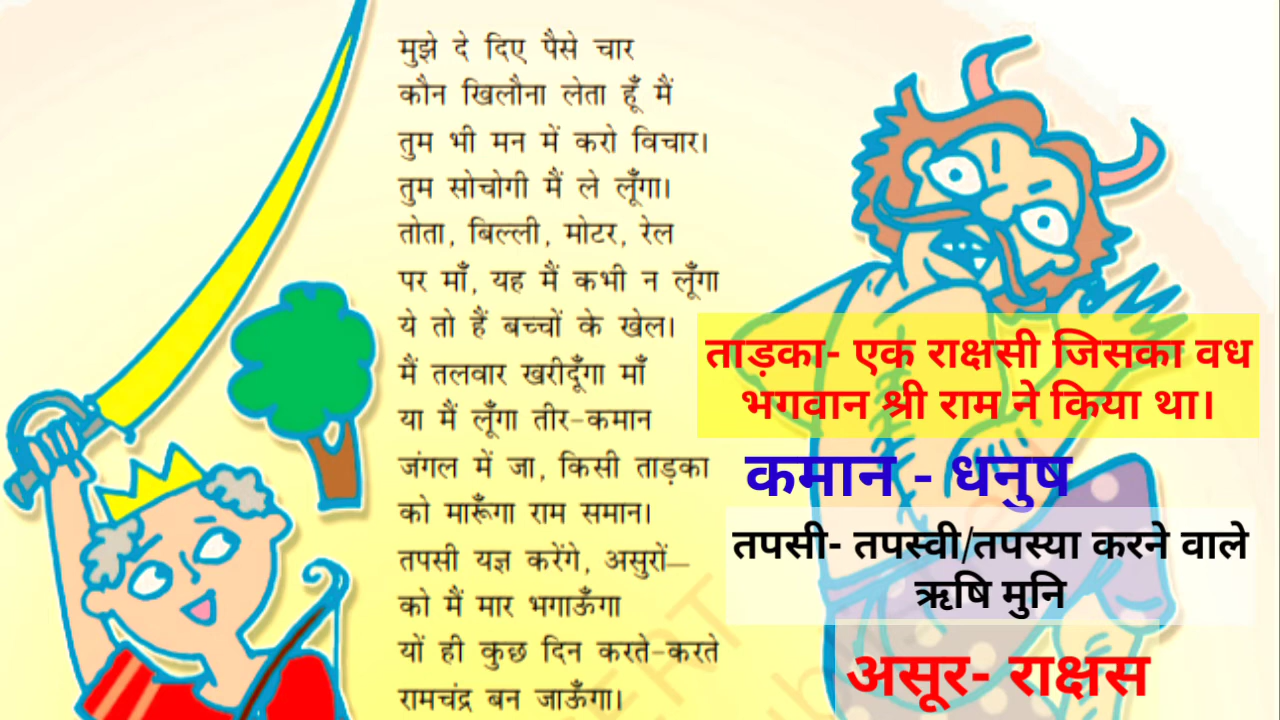 मुझे दे दिए पैसे चार
कौन खिलौना लेता हूँ मैं
तुम भी मन में करो विचार।
तुम सोचोगी मैं ले लूँगा।
तोता, बिल्ली, मोटर, रेल
पर माँ, यह मैं कभी न लूँगा
ये तो हैं बच्चों के खेल।
मैं तलवार खरीदूँगा माँ
या मैं लूँगा तीर-कमान
जंगल में जा, किसी ताड़का
को मारूँगा राम समान।
तपसी यज्ञ करेंगे, असुरों—
को मैं मार भगाऊँगा
यों ही कुछ दिन करते-करते
रामचंद्र बन जाऊँगा।
ताड़का- एक राक्षसी जिसका वध
भगवान श्री राम ने किया था।
कमान - धनुष
तपसी- तपस्वी/तपस्या करने वाले
ऋषि मुनि
असूर- राक्षस